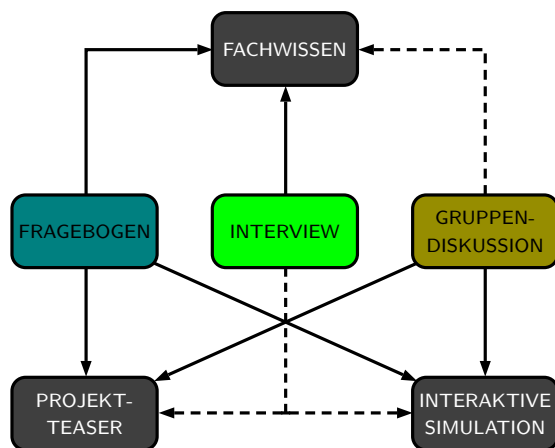 FACHWISSEN
FRAGEBOGEN
INTERVIEW
GRUPPEN-
DISKUSSION
PROJEKT-
TEASER
INTERAKTIVE
SIMULATION